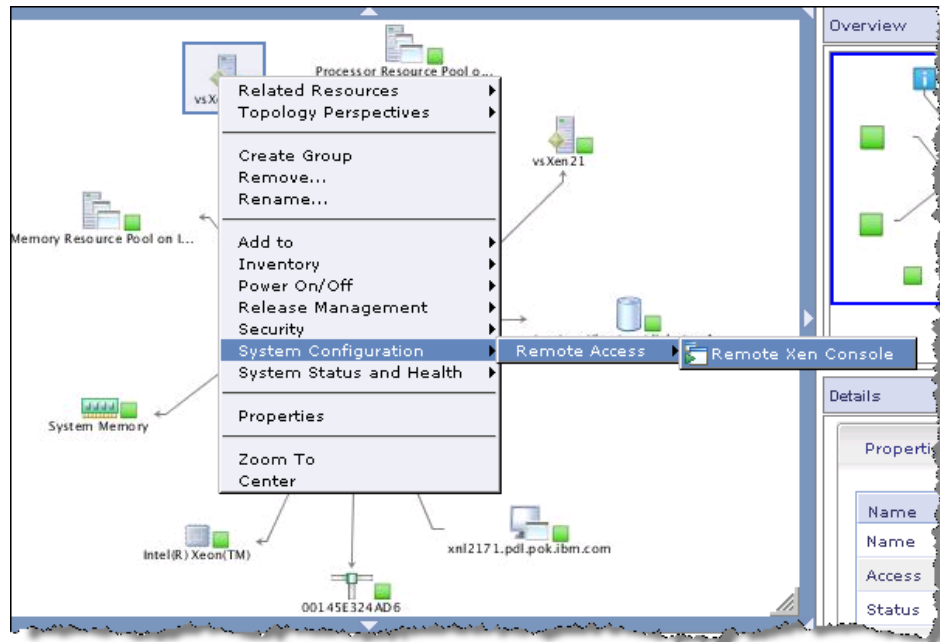 Overview
Processor Resource Pool o...
vsX
Related Resources
Topology Perspectives
Create Group
Remove...
Rename...
Add to
Inventory
Power On/Off
Release Management
Security
System Configuration
System Status and Health
Properties
Zoom To
Center
Remote Access
Remote Xen Console
vsXen21
Memory Resource Pool on I...
System Memory
Intel(R) Xeon(TM)
00145E324AD6
xnl2171.pdl.pok.ibm.com
Details
Properti
Name
Name
Access
Status